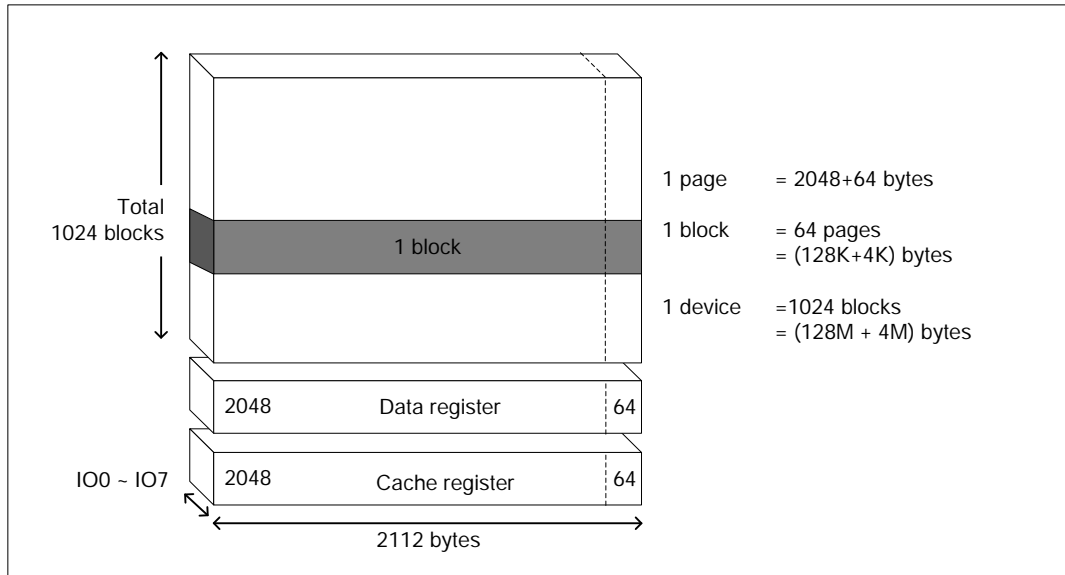 Total
1024 blocks
1 block
1 page = 2048+64 bytes
1 block = 64 pages
= (128K+4K) bytes
1 device =1024 blocks
= (128M + 4M) bytes
2048 Data register 64
IO0 ~ IO7
2048 Cache register 64
2112 bytes